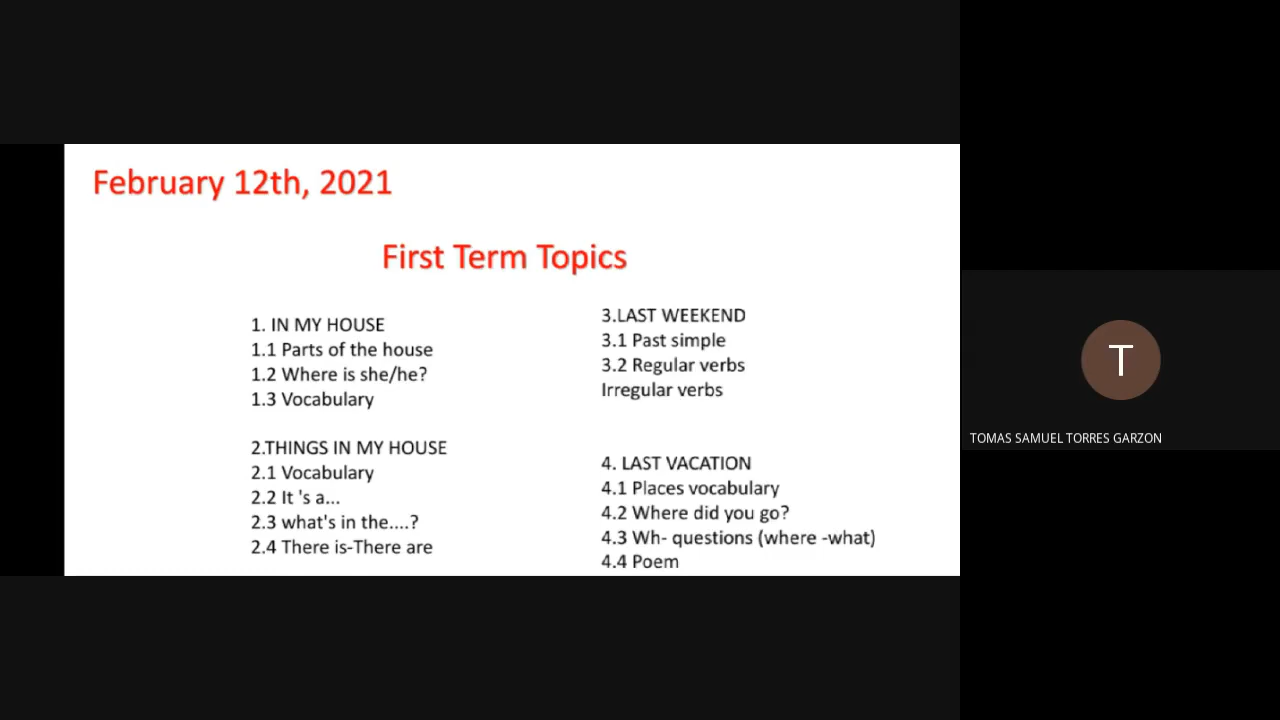 February 12th, 2021
First Term Topics
1. IN MY HOUSE
1.1 Parts of the house
1.2 Where is she/he?
1.3 Vocabulary
2.THINGS IN MY HOUSE
2.1 Vocabulary
2.2 It 's a...
2.3 what's in the....?
2.4 There is-There are
3.LAST WEEKEND
3.1 Past simple
3.2 Regular verbs
Irregular verbs
4. LAST VACATION
4.1 Places vocabulary
4.2 Where did you go?
4.3 Wh- questions (where -what)
4.4 Poem
T
TOMAS SAMUEL TORRES GARZON